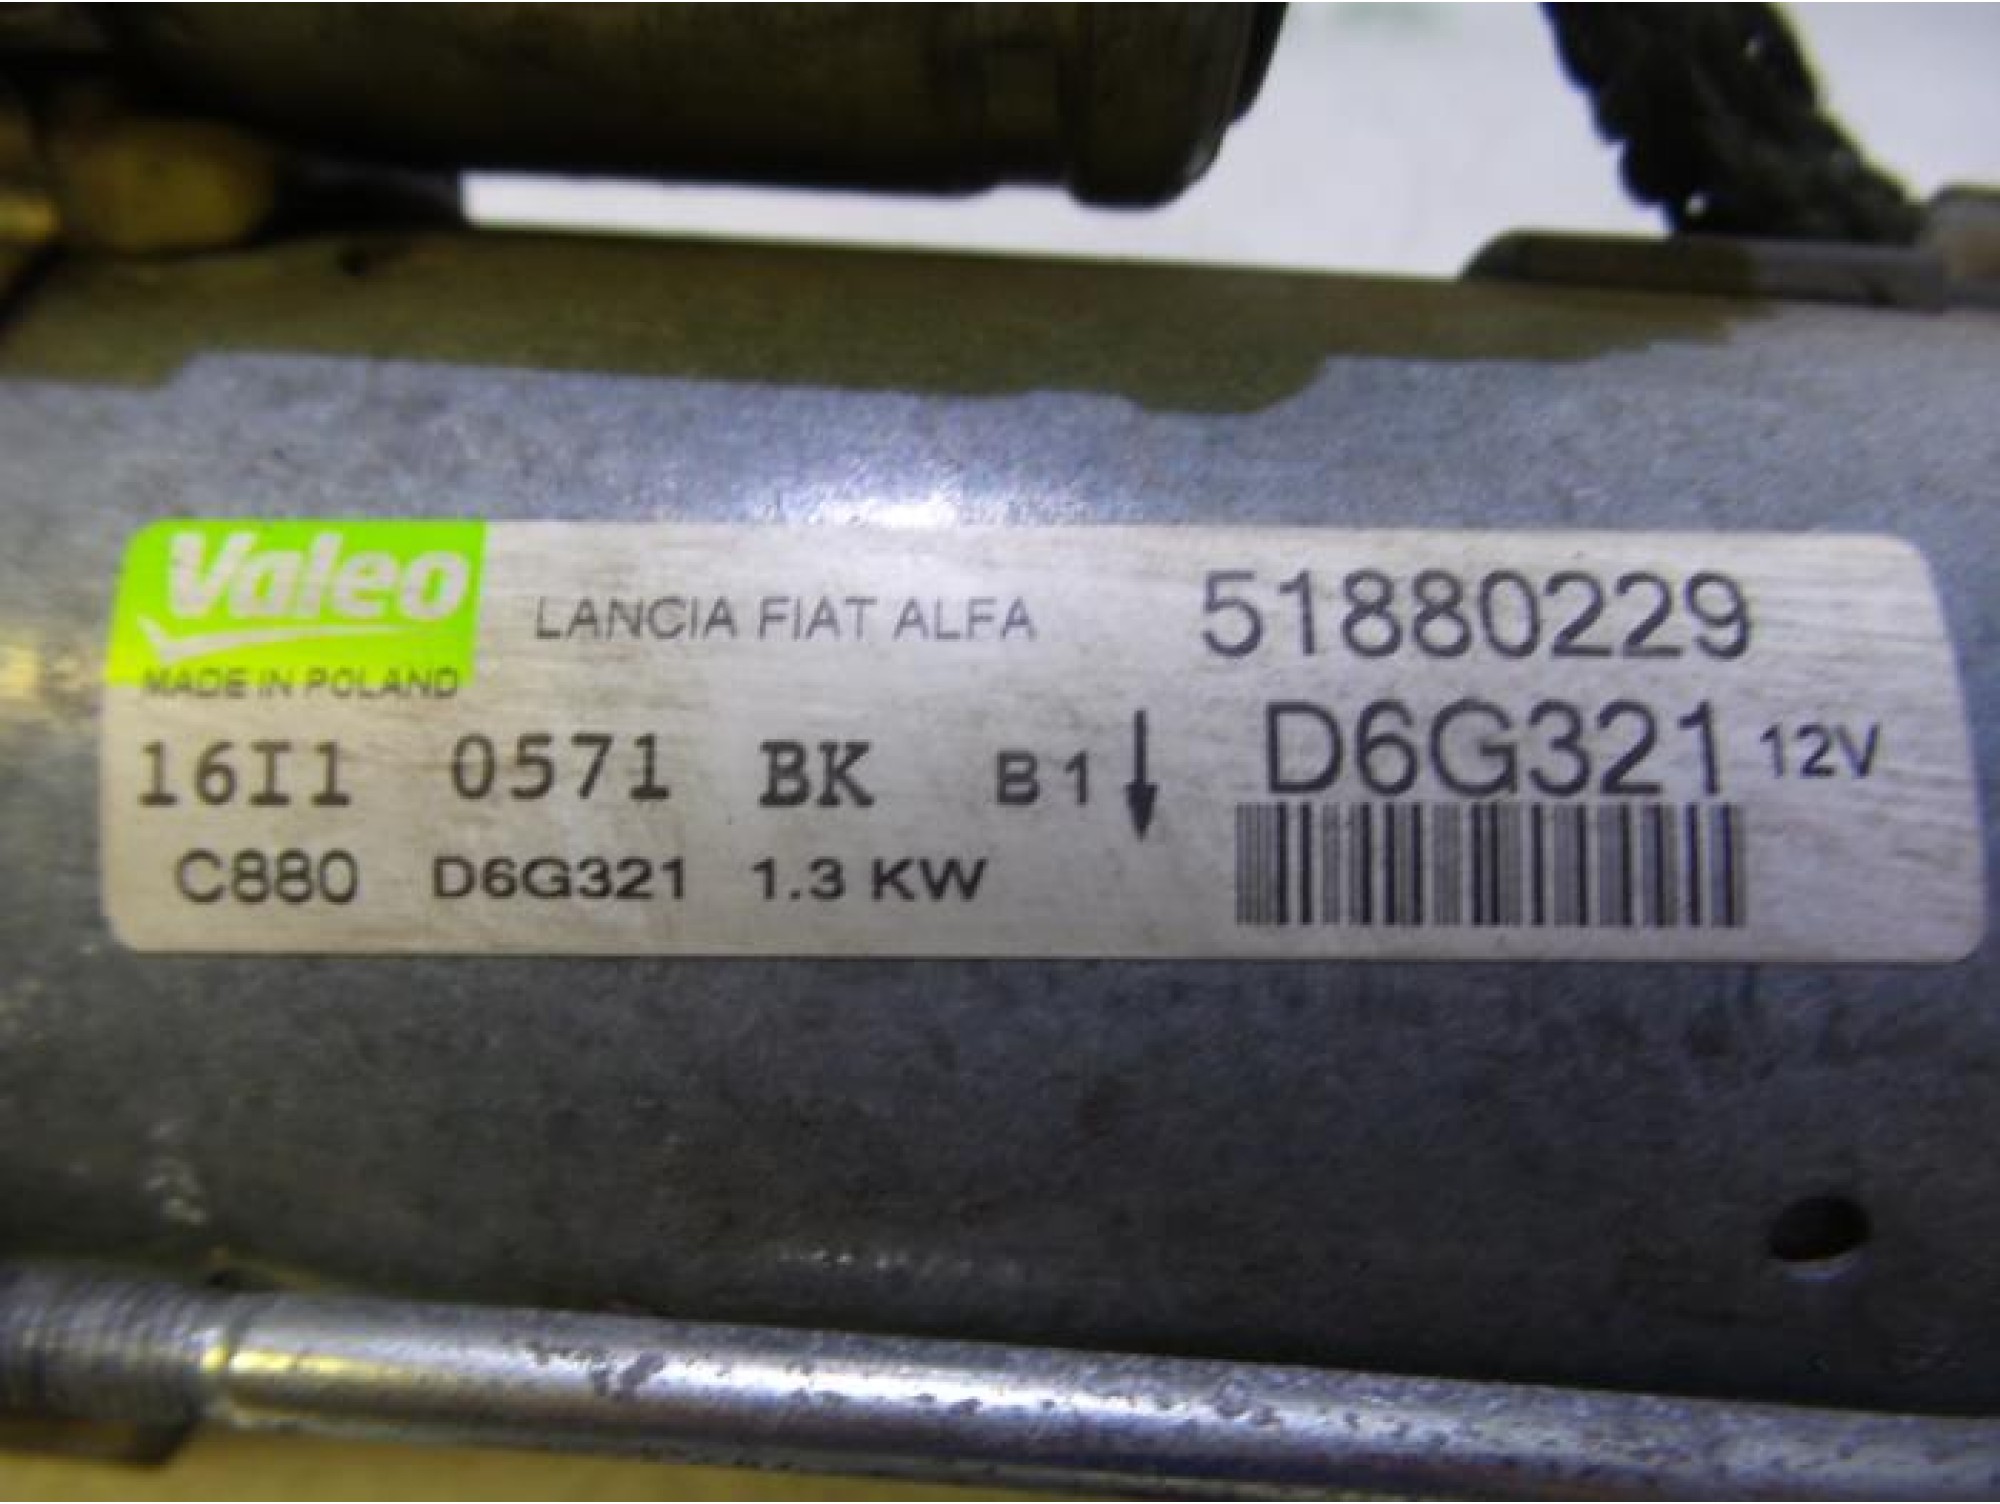 Valeo LANCIA FIAT ALFA 51880229
MADE IN POLAND
16I1 0571 BK B1 D6G321 12V
C880 D6G321 1.3 KW